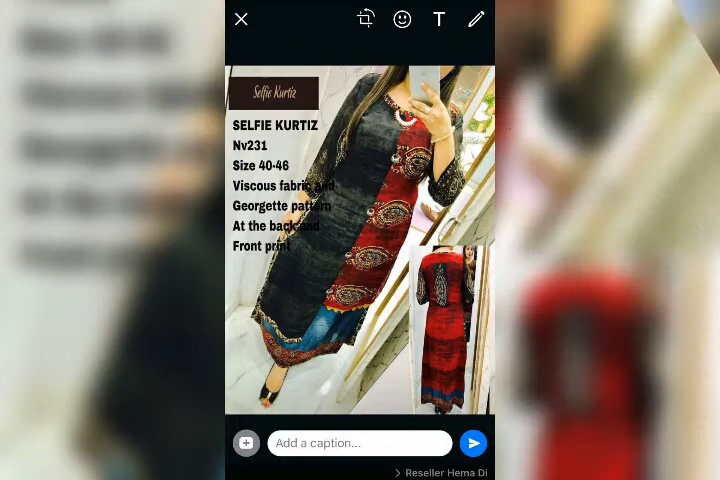 T
Selfie Kurtiz
SELFIE KURTIZ
Nv231
Size 40-46
Viscous fabric and
Georgette pattern
At the back and
Front print
Add a caption...
Reseller Hema Di